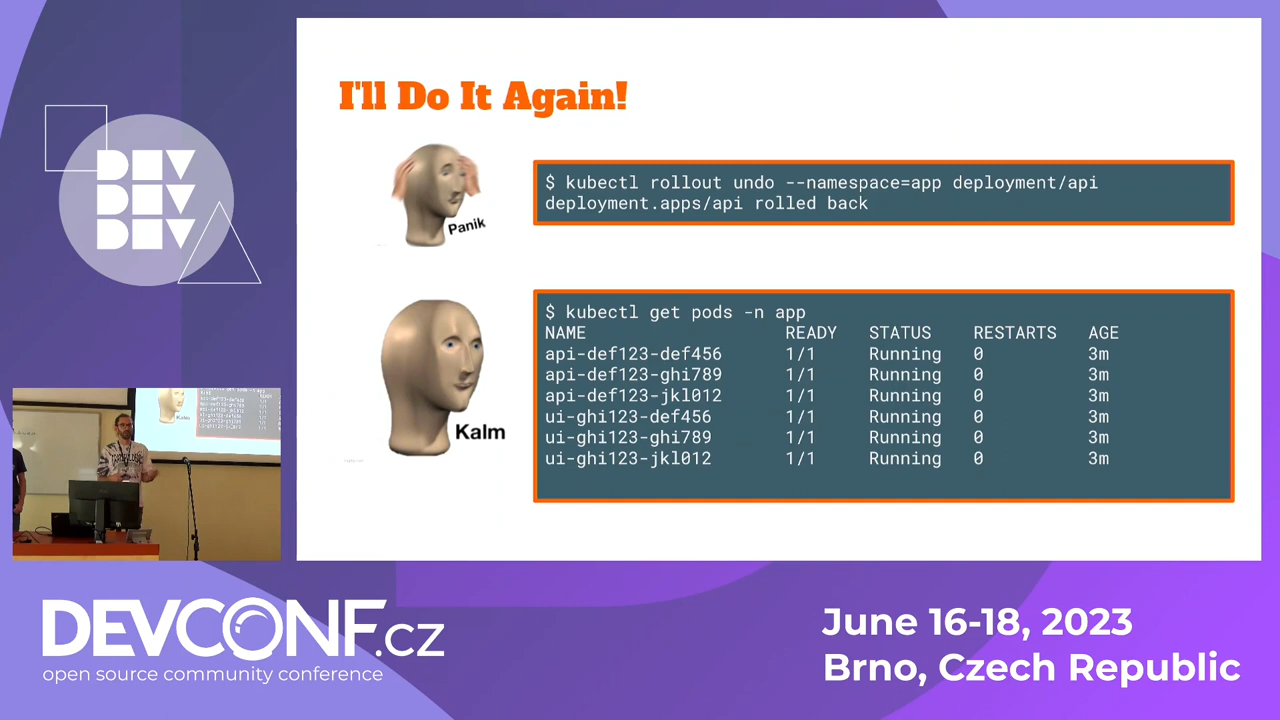 I'll Do It Again!
DEV
DEV
DEV
Panik
$ kubectl rollout undo --namespace=app deployment/api
deployment.apps/api rolled back
Kalm
$ kubectl get pods -n app
NAME READY STATUS RESTARTS AGE
api-def123-def456 1/1 Running 0 3m
api-def123-ghi789 1/1 Running 0 3m
api-def123-jkl012 1/1 Running 0 3m
ui-ghi123-def456 1/1 Running 0 3m
ui-ghi123-ghi789 1/1 Running 0 3m
ui-ghi123-jkl012 1/1 Running 0 3m
DEVCONF.cz
open source community conference
June 16-18, 2023
Brno, Czech Republic